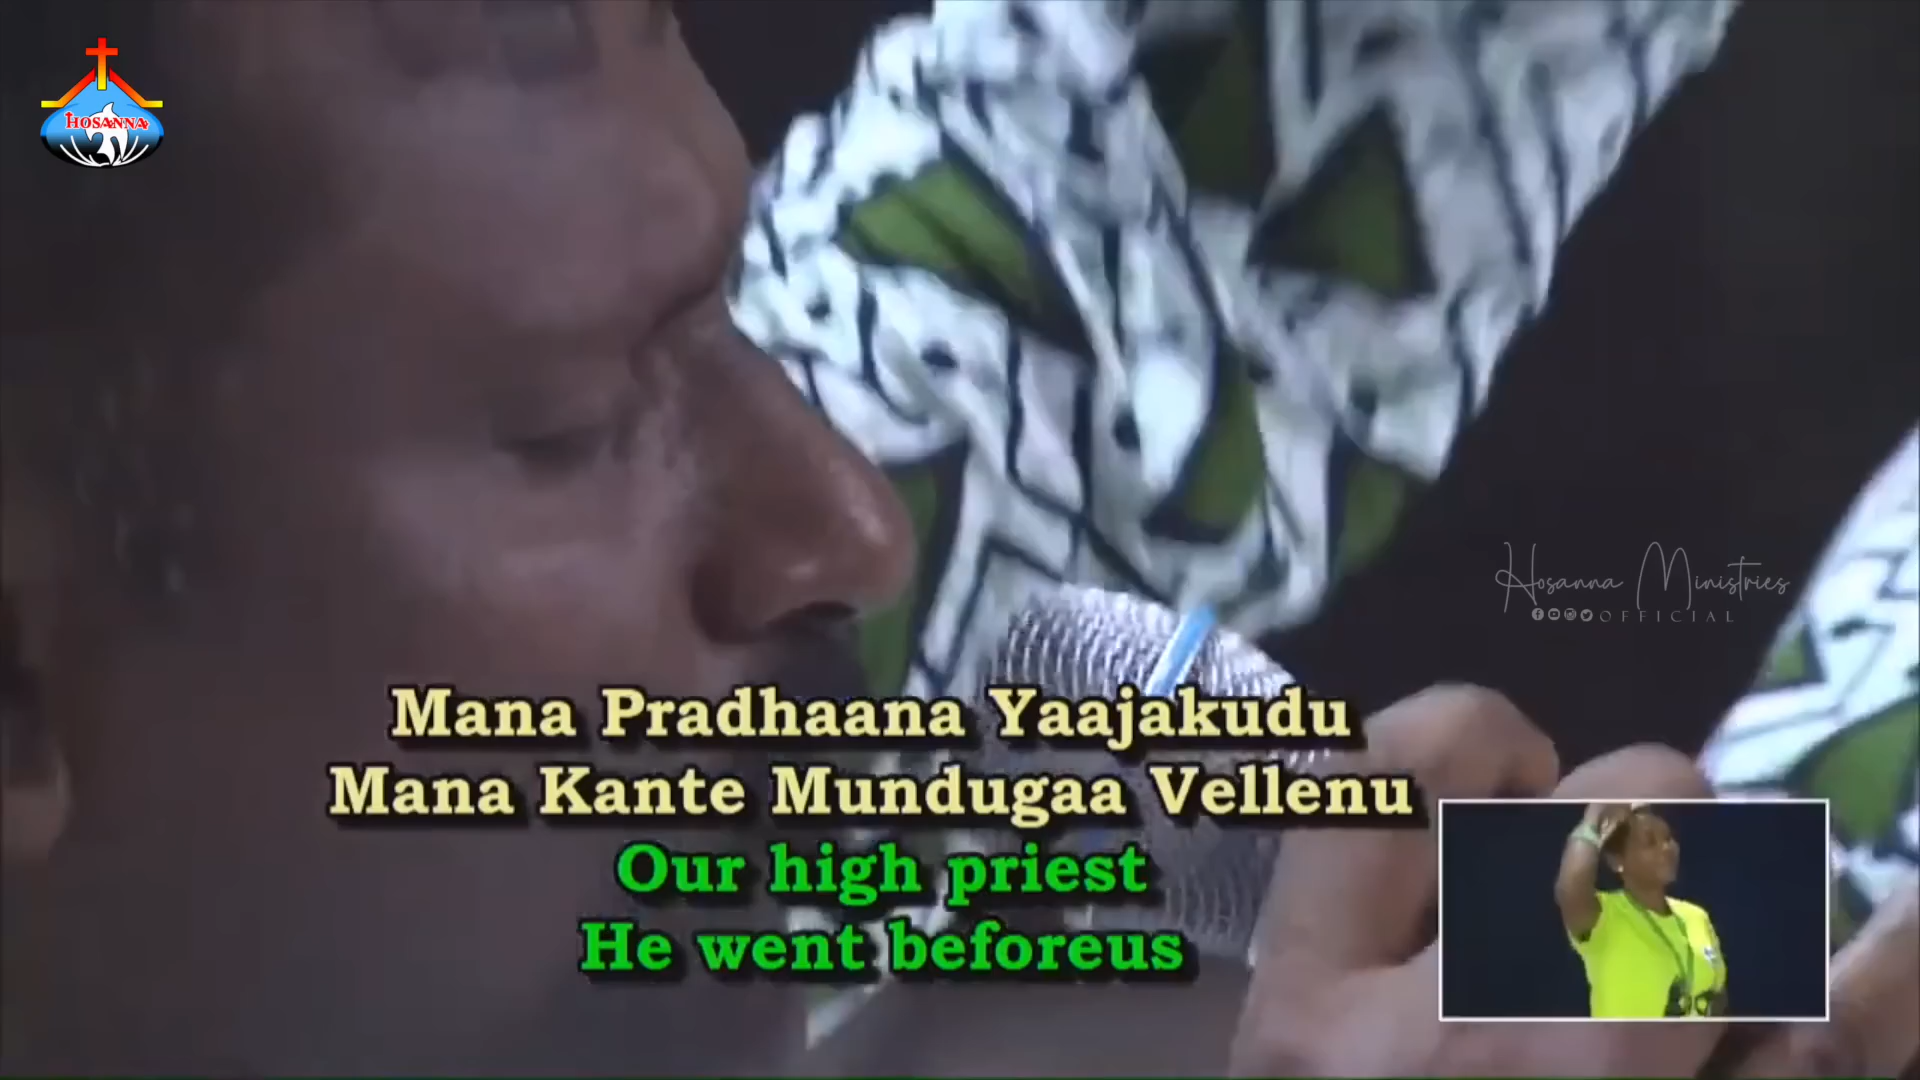 HOSANNA
Hosanna Ministries
OFFICIAL
Mana Pradhaana Yaajakudu
Mana Kante Mundugaa Vellenu
Our high priest
He went beforeus